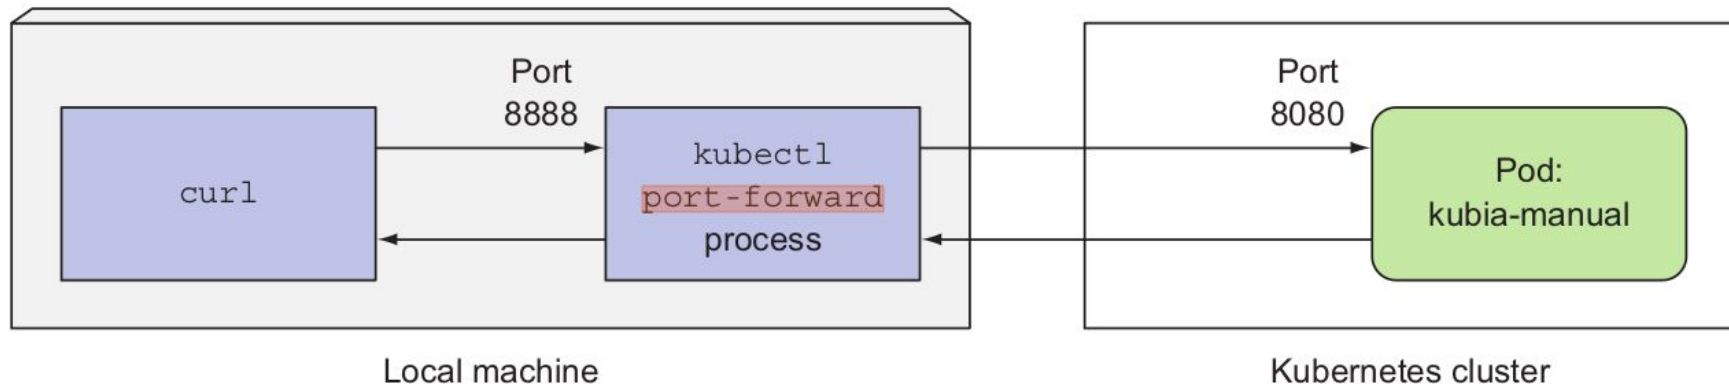 Port
8888
Port
8080
curl
kubectl
port-forward
process
Pod:
kubia-manual
Local machine
Kubernetes cluster